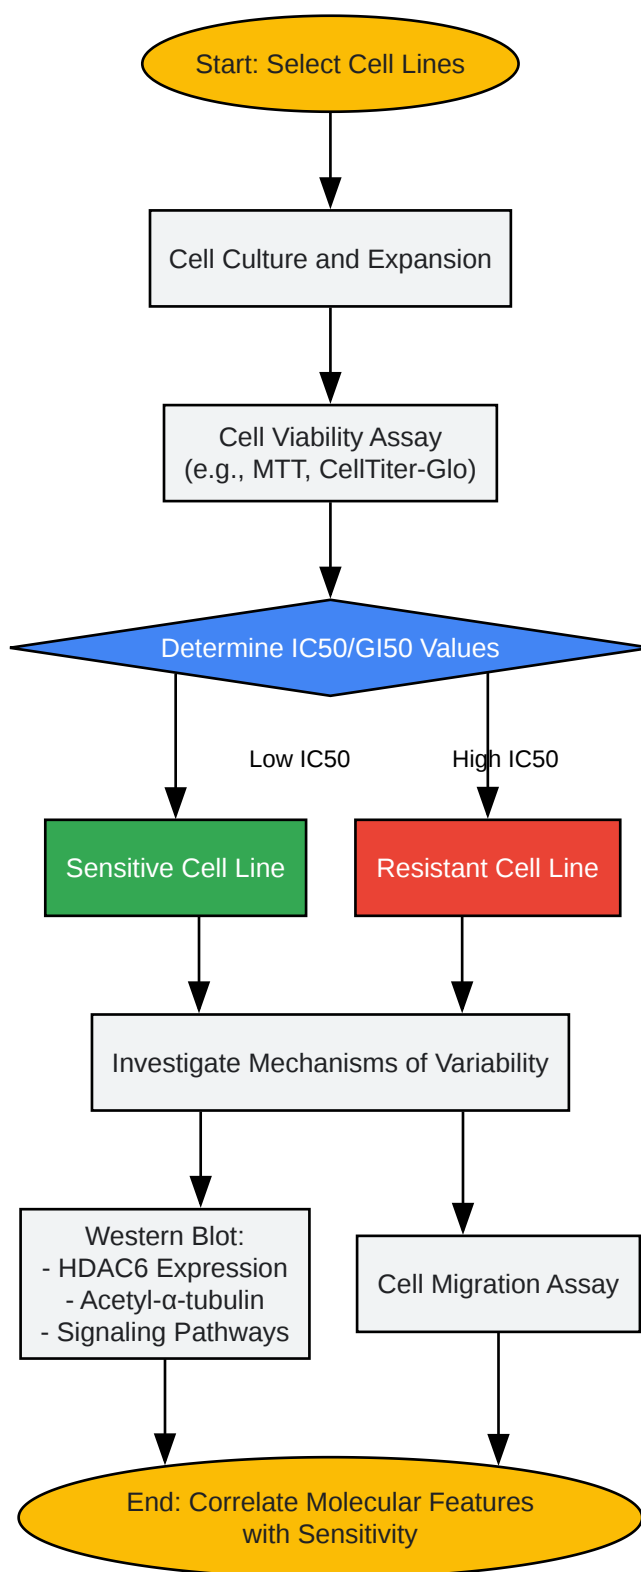 Start: Select Cell Lines
Cell Culture and Expansion
Cell Viability Assay
(e.g., MTT, CellTiter-Glo)
Determine IC50/GI50 Values
Low IC50
High IC50
Sensitive Cell Line
Resistant Cell Line
Investigate Mechanisms of Variability
Western Blot:
- HDAC6 Expression
- Acetyl-α-tubulin
- Signaling Pathways
Cell Migration Assay
End: Correlate Molecular Features
with Sensitivity